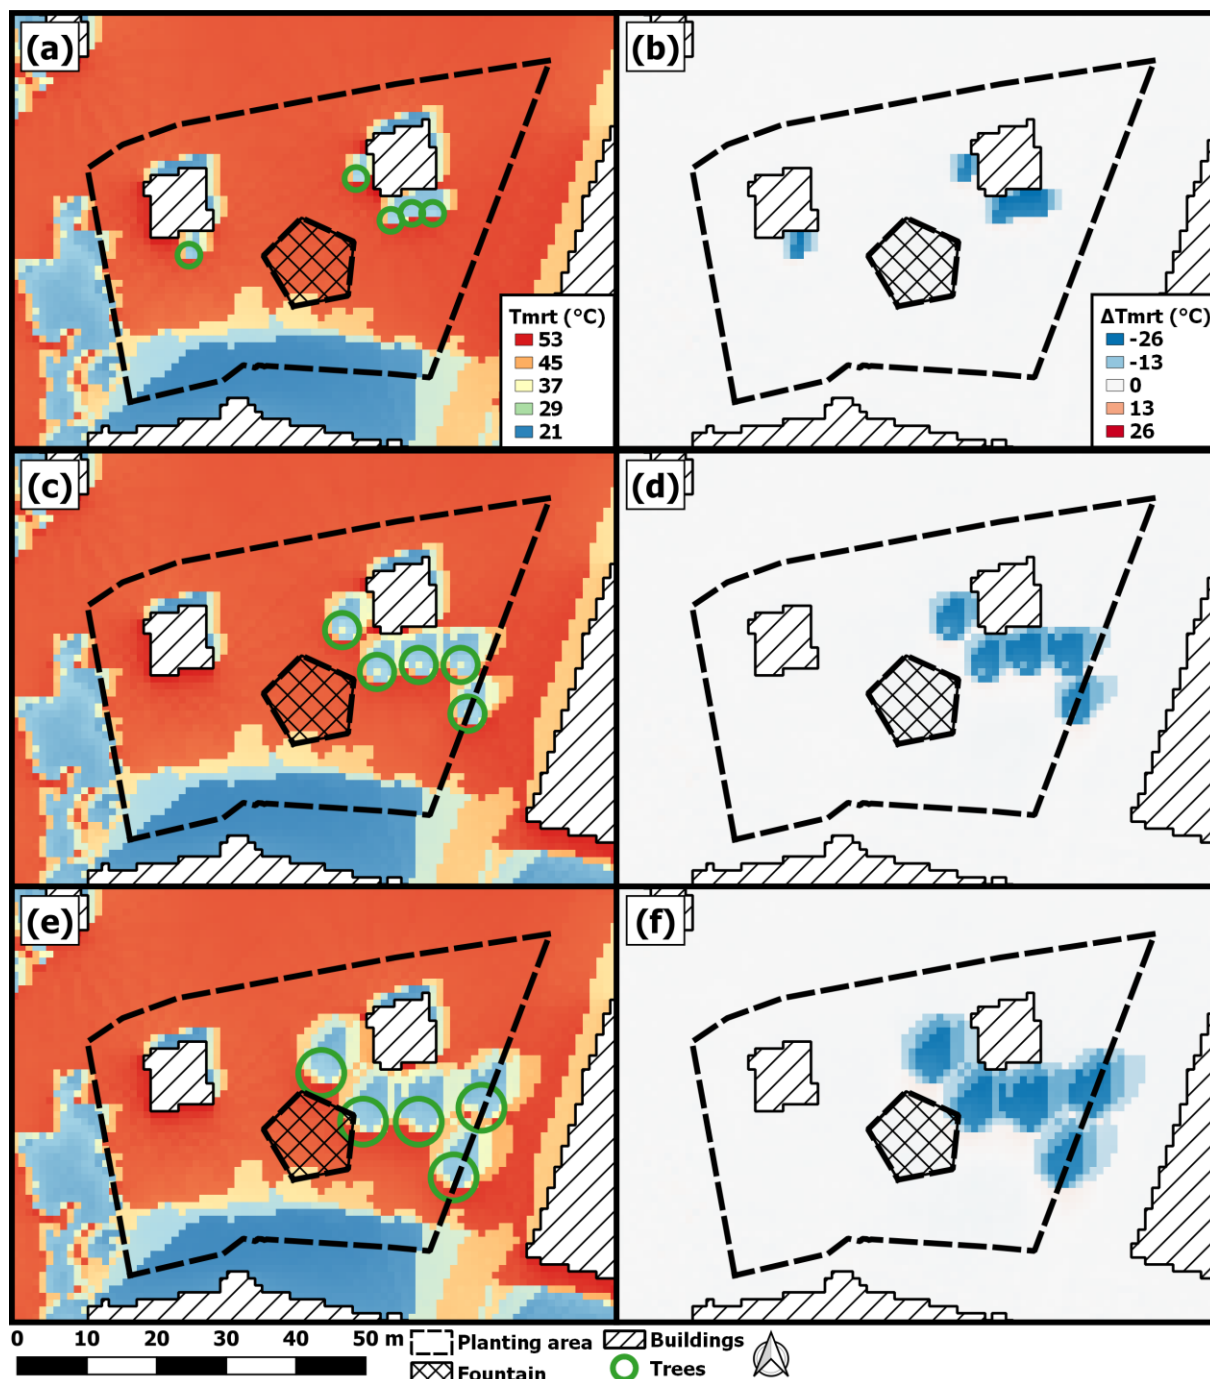 (a)
(b)
Tmrt (°C)
53
45
37
29
21
ΔTmrt (°C)
-26
-13
0
13
26
(c)
(d)
(e)
(f)
0 10 20 30 40 50 m
Planting area
Buildings
Fountain
Trees